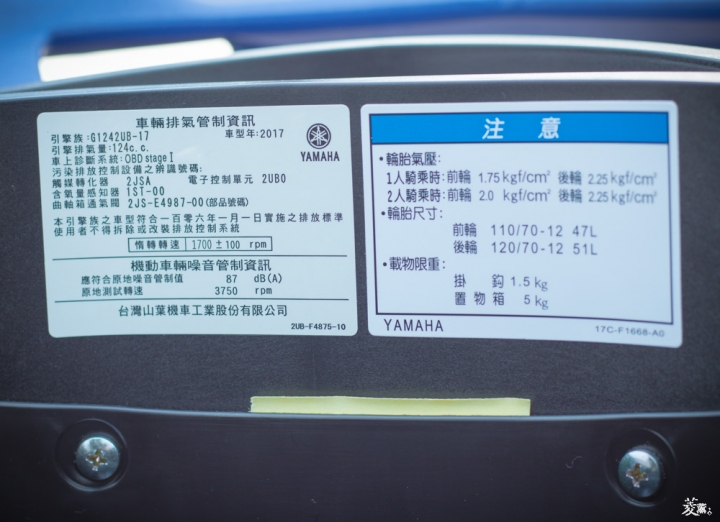 車輛排氣管制資訊
引擎族:G1242UB-17 車型年:2017
引擎排氣量:124c.c.
車上診斷系統:OBD stage I
污染排放控制設備之辨識號碼:
觸媒轉化器 2JSA 電子控制單元 2UB0
含氧量感知器 1ST-00
曲軸箱通氣閥 2JS-E4987-00(部品號碼)
本引擎族之車型符合一百零六年一月一日實施之排放標準
使用者不得拆除或改裝排放控制系統
惰轉轉速 1700 ± 100 rpm
機動車輛噪音管制資訊
應符合原地噪音管制值 87 dB(A)
原地測試轉速 3750 rpm
台灣山葉機車工業股份有限公司
2UB-F4875-10
YAMAHA
注意
•輪胎氣壓:
1人騎乘時:前輪 1.75 kgf/cm² 後輪 2.25 kgf/cm²
2人騎乘時:前輪 2.0 kgf/cm² 後輪 2.25 kgf/cm²
•輪胎尺寸:
前輪 110/70-12 47L
後輪 120/70-12 51L
•載物限重:
掛鈎 1.5 kg
置物箱 5 kg
YAMAHA 17C-F1668-A0